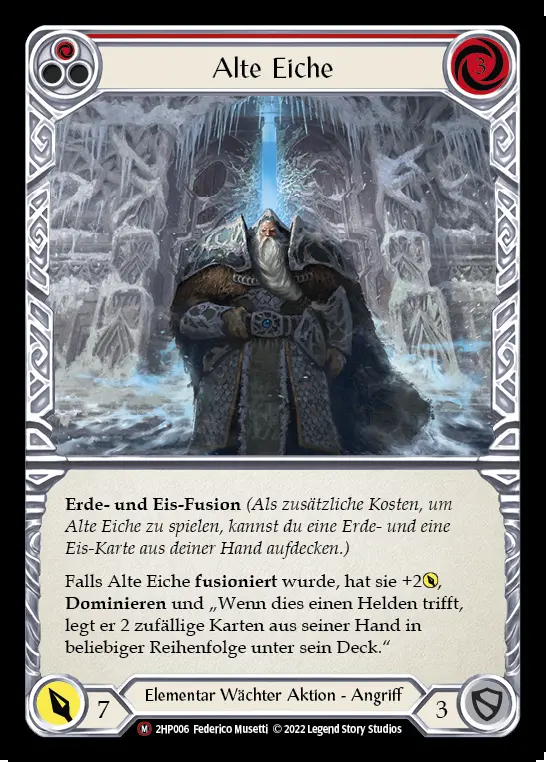 Alte Eiche
3
Erde- und Eis-Fusion (Als zusätzliche Kosten, um
Alte Eiche zu spielen, kannst du eine Erde- und eine
Eis-Karte aus deiner Hand aufdecken.)
Falls Alte Eiche fusioniert wurde, hat sie +2,
Dominieren und „Wenn dies einen Helden trifft,
legt er 2 zufällige Karten aus seiner Hand in
beliebiger Reihenfolge unter sein Deck.“
7
Elementar Wächter Aktion - Angriff
3
M 2HP006 Federico Musetti © 2022 Legend Story Studios